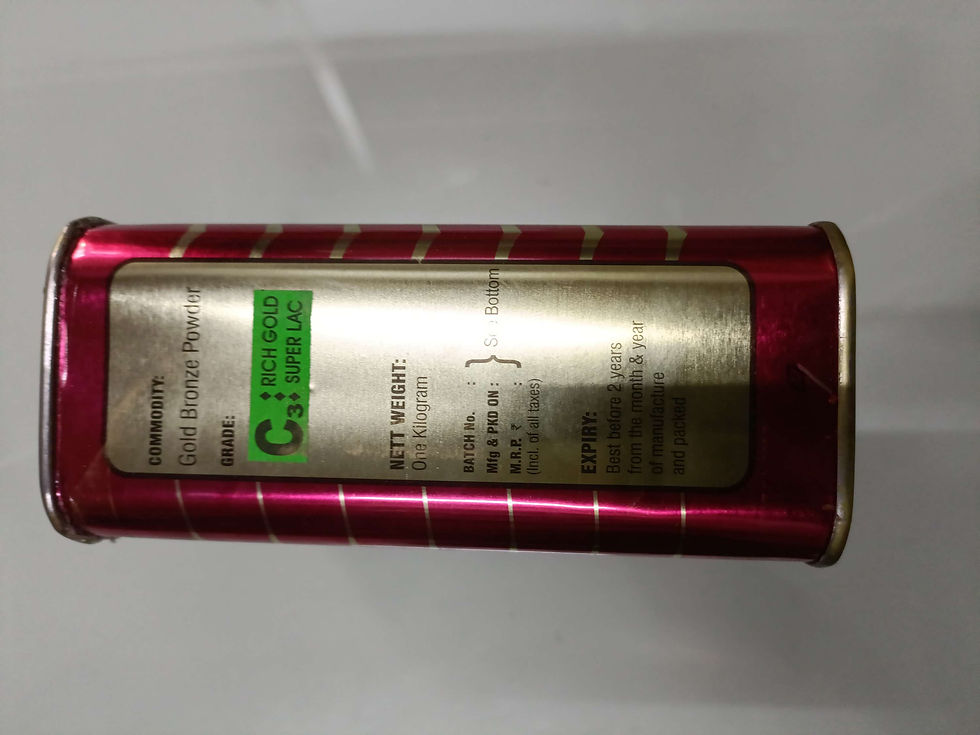 COMMODITY:
Gold Bronze Powder
GRADE:
C3 : RICH GOLD
SUPER LAC
NETT WEIGHT:
One Kilogram
BATCH No. :
Mfg & PKD ON : } See Bottom
M.R.P. ₹ :
(Incl. of all taxes)
EXPIRY:
Best before 2 years
from the month & year
of manufacture
and packed